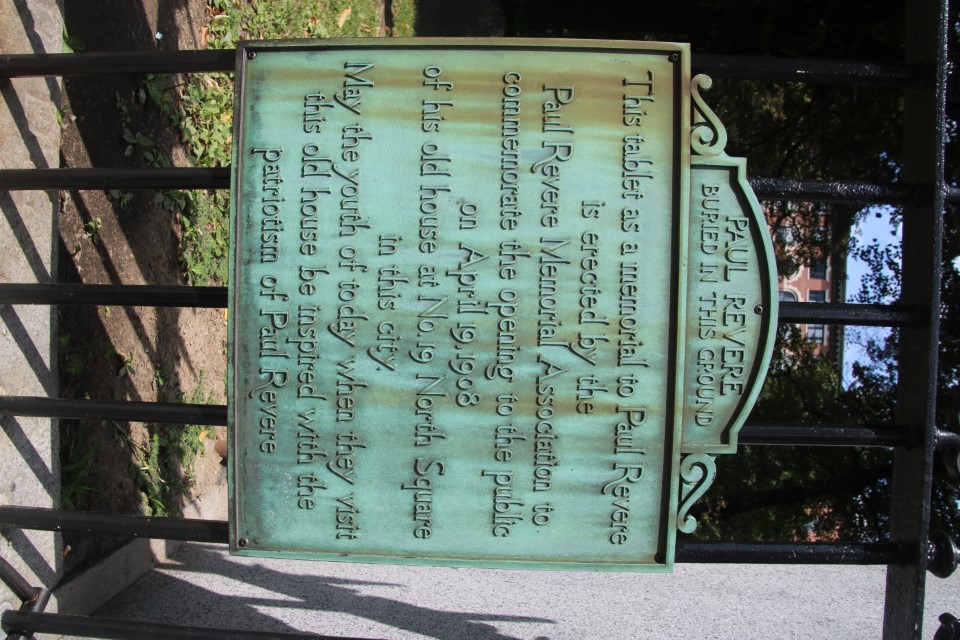 PAUL REVERE
BURIED IN THIS GROUND
This tablet as a memorial to Paul Revere
is erected by the
Paul Revere Memorial Association to
commemorate the opening to the public
on April 19 1908
of his old house at No. 19 North Square
in this city
May the youth of today when they visit
this old house be inspired with the
patriotism of Paul Revere